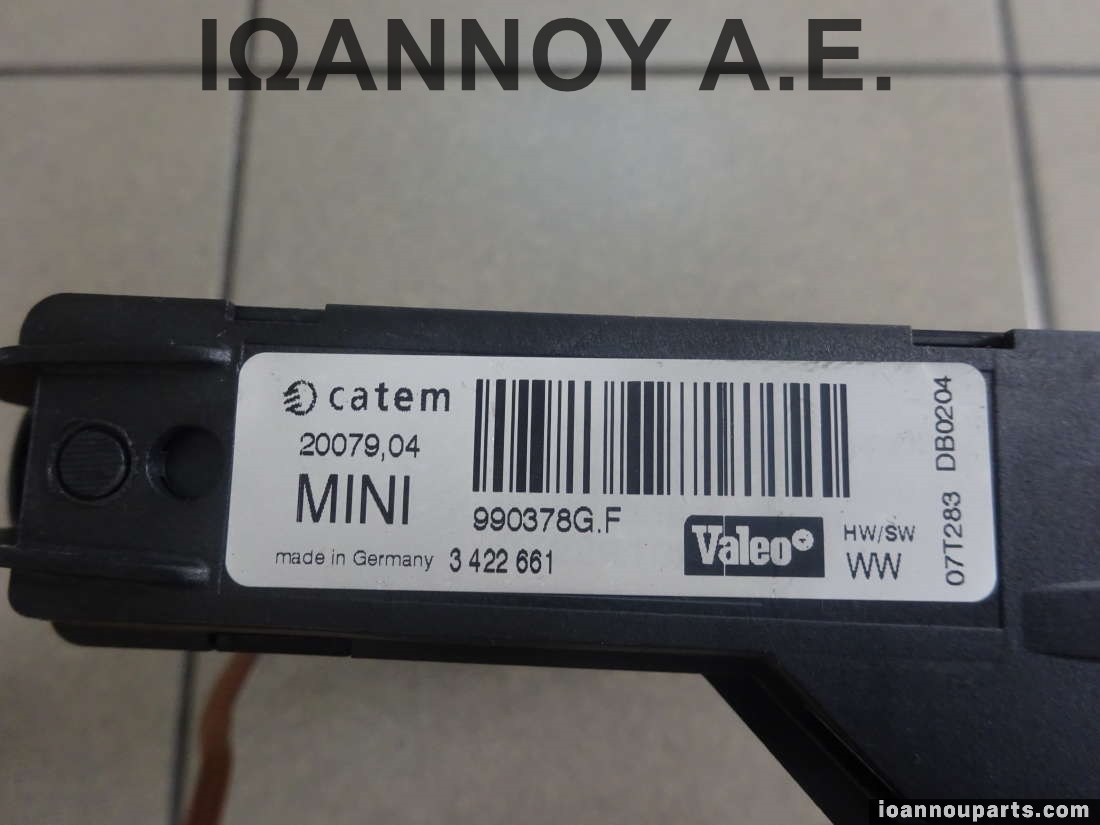 ΙΩΑΝΝΟΥ Α.Ε.
catem
20079,04
MINI
made in Germany 3 422 661
990378G.F
Valeo
HW/SW
WW
07T283 DB0204
ioannouparts.com